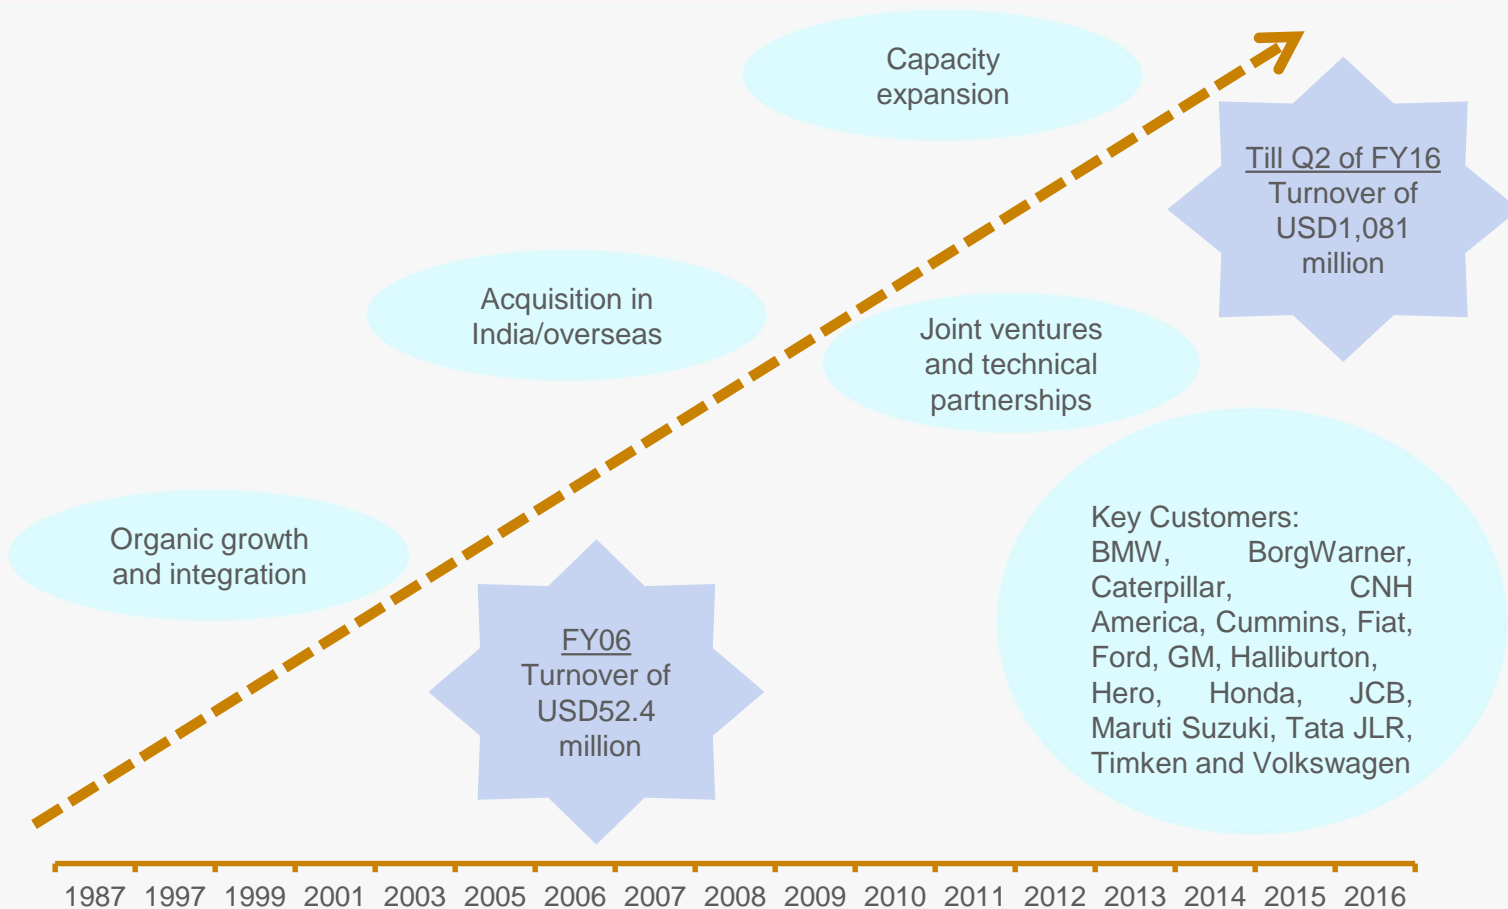 Capacity
expansion
Till Q2 of FY16
Turnover of
USD1,081
million
Acquisition in
India/overseas
Joint ventures
and technical
partnerships
Organic growth
and integration
FY06
Turnover of
USD52.4
million
Key Customers:
BMW, BorgWarner,
Caterpillar, CNH
America, Cummins, Fiat,
Ford, GM, Halliburton,
Hero, Honda, JCB,
Maruti Suzuki, Tata JLR,
Timken and Volkswagen
1987 1997 1999 2001 2003 2005 2006 2007 2008 2009 2010 2011 2012 2013 2014 2015 2016